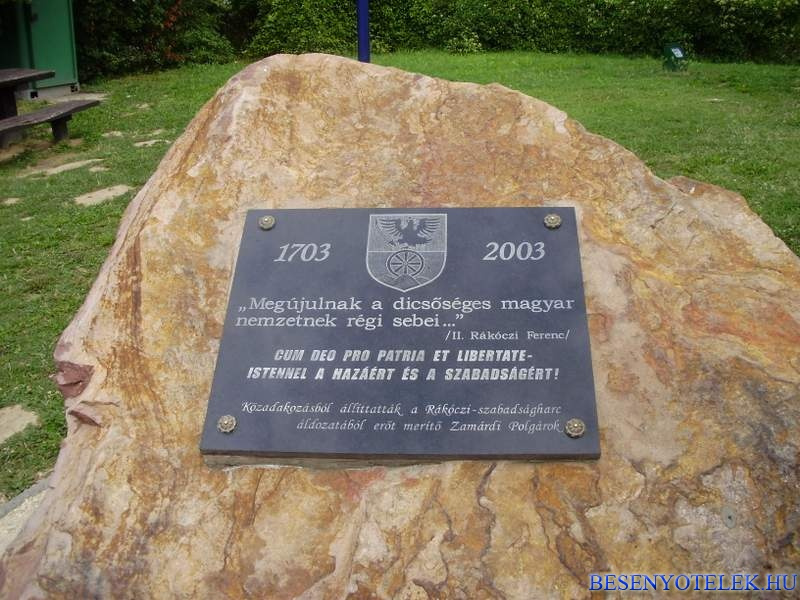 1703 2003
„Megújulnak a dicsőséges magyar
nemzetnek régi sebei..."
/II. Rákóczi Ferenc/
CUM DEO PRO PATRIA ET LIBERTATE-
ISTENNEL A HAZÁÉRT ÉS A SZABADSÁGÉRT!
Közadakozásból állíttatták a Rákóczi-szabadságharc
áldozatából erőt merítő Zamárdi Polgárok
BESENYOTELEK.HU